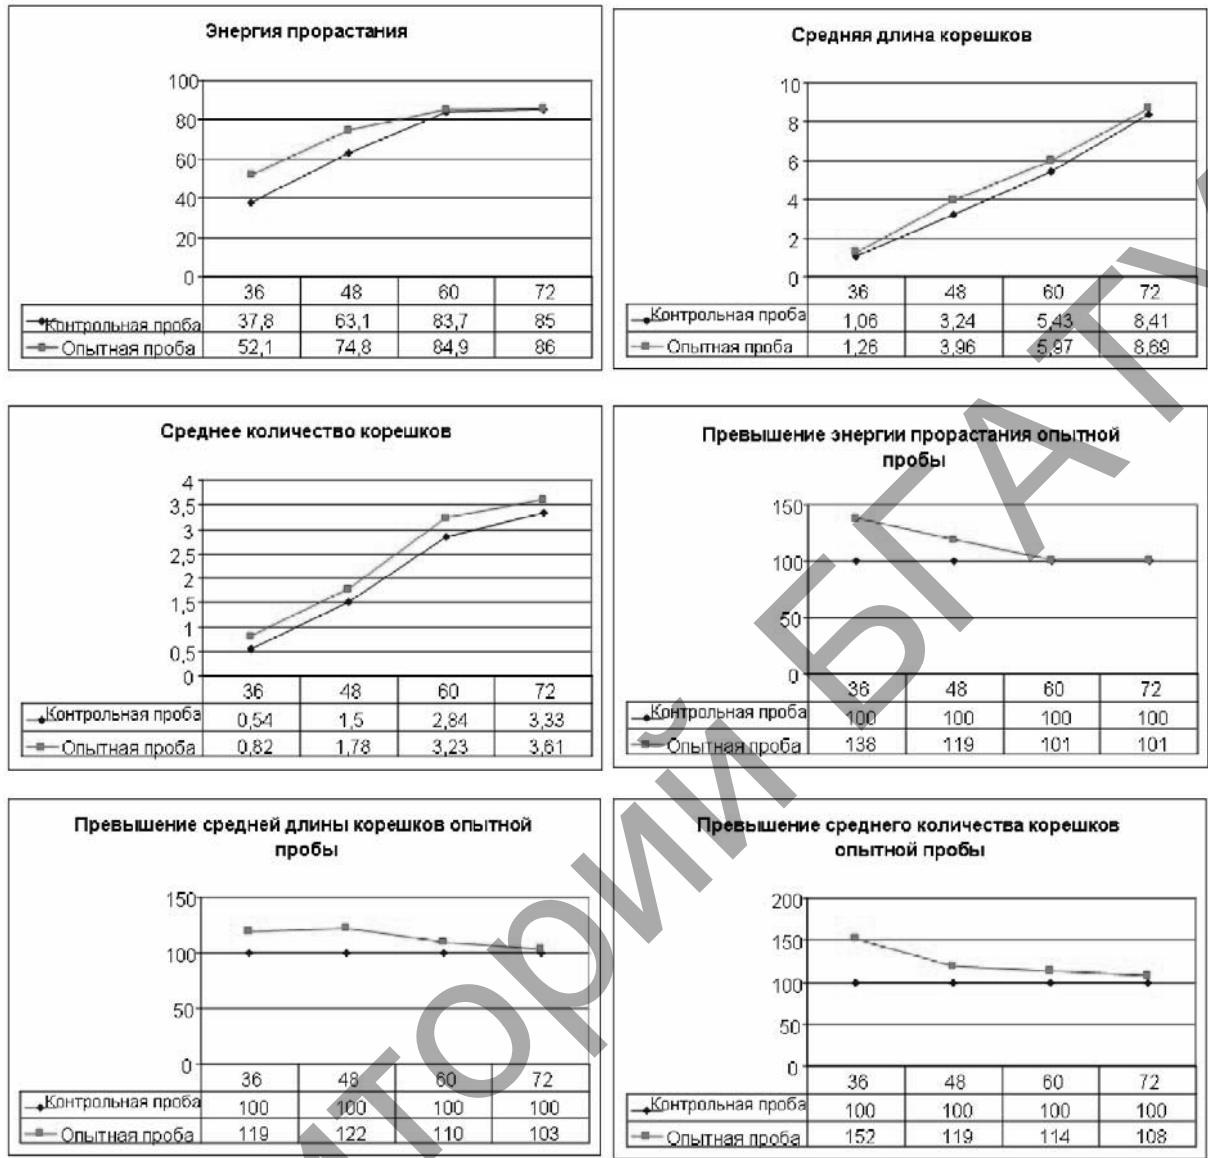 Энергия прорастания
100
80
60
40
20
0
36 48 60 72
Контрольная проба 37,8 63,1 83,7 85
Опытная проба 52,1 74,8 84,9 86
Средняя длина корешков
10
8
6
4
2
0
36 48 60 72
Контрольная проба 1,06 3,24 5,43 8,41
Опытная проба 1,26 3,96 5,97 8,69
Среднее количество корешков
4
3,5
3
2,5
2
1,5
1
0,5
0
36 48 60 72
Контрольная проба 0,54 1,5 2,84 3,33
Опытная проба 0,82 1,78 3,23 3,61
Превышение энергии прорастания опытной
пробы
150
100
50
0
36 48 60 72
Контрольная проба 100 100 100 100
Опытная проба 138 119 101 101
Превышение средней длины корешков опытной
пробы
150
100
50
0
36 48 60 72
Контрольная проба 100 100 100 100
Опытная проба 119 122 110 103
Превышение среднего количества корешков
опытной пробы
200
150
100
50
0
36 48 60 72
Контрольная проба 100 100 100 100
Опытная проба 152 119 114 108